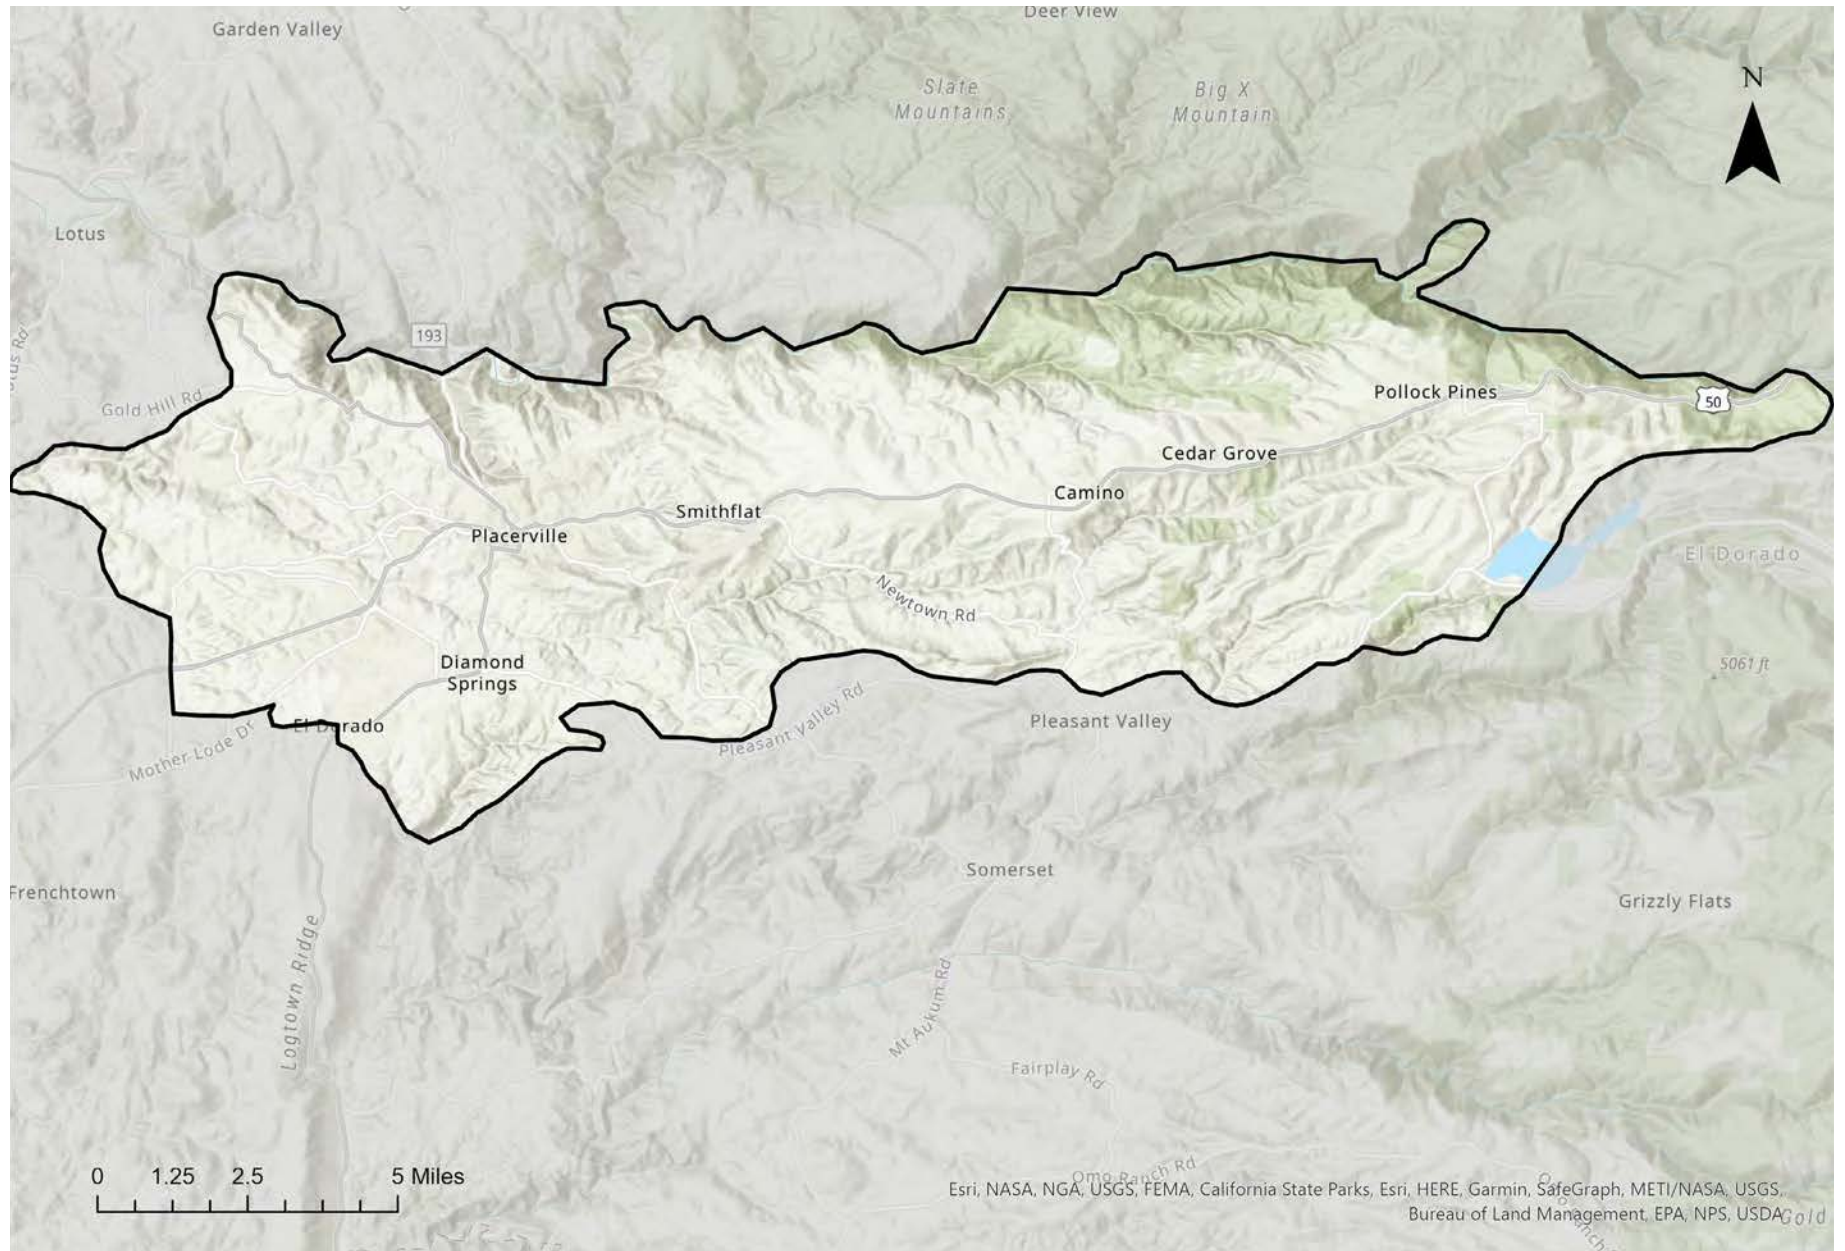 Deer View
Garden Valley
Slate
Mountains
Big X
Mountain
N
Lotus
193
Gold Hill Rd
Pollock Pines
50
Cedar Grove
Camino
Smithflat
Placerville
El Dorado
Newtown Rd
Diamond
Springs
5061 ft
El Dorado
Mother Lode Dr
Pleasant Valley Rd
Pleasant Valley
Somerset
Frenchtown
Grizzly Flats
Logtown Ridge
Mt Aukum Rd
Fairplay Rd
Omo Ranch Rd
0 1.25 2.5 5 Miles
Esri, NASA, NGA, USGS, FEMA, California State Parks, Esri, HERE, Garmin, SafeGraph, METI/NASA, USGS,
Bureau of Land Management, EPA, NPS, USDA
Gold